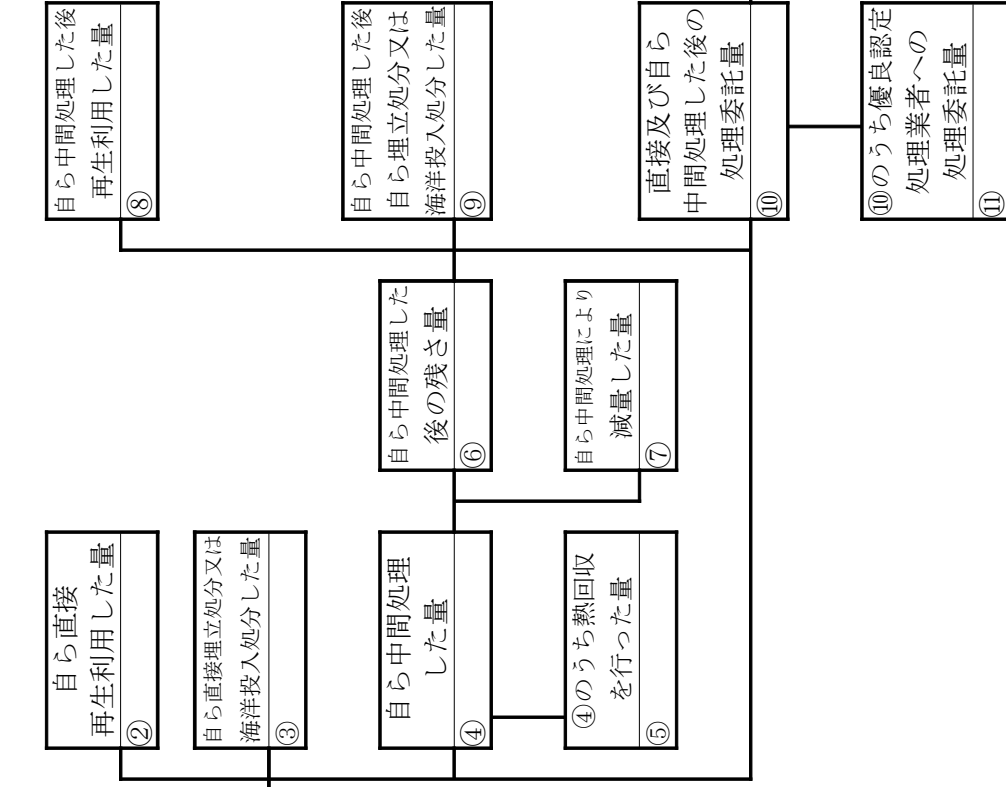 自ら直接
再生利用した量
②
自ら直接埋立処分又は
海洋投入処分した量
③
自ら中間処理
した量
④
④のうち熱回収
を行った量
⑤
自ら中間処理した
後の残さ量
⑥
自ら中間処理により
減量した量
⑦
自ら中間処理した後
再生利用した量
⑧
自ら中間処理した後
自ら埋立処分又は
海洋投入処分した量
⑨
直接及び自ら
中間処理した後の
処理委託量
⑩
⑩のうち優良認定
処理業者への
処理委託量
⑪